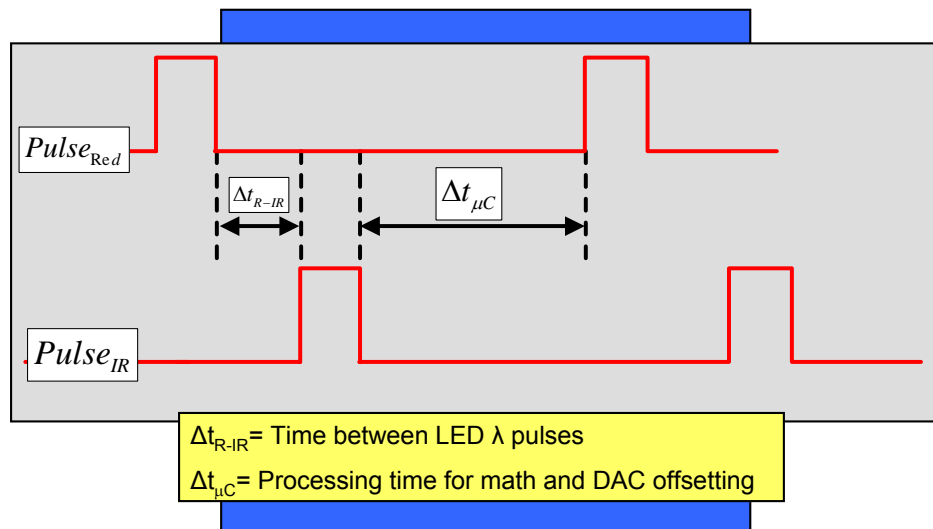 Pulse_Red
Δt_R–IR
Δt_μC
Pulse_IR
Δt_R-IR= Time between LED λ pulses
Δt_μC= Processing time for math and DAC offsetting